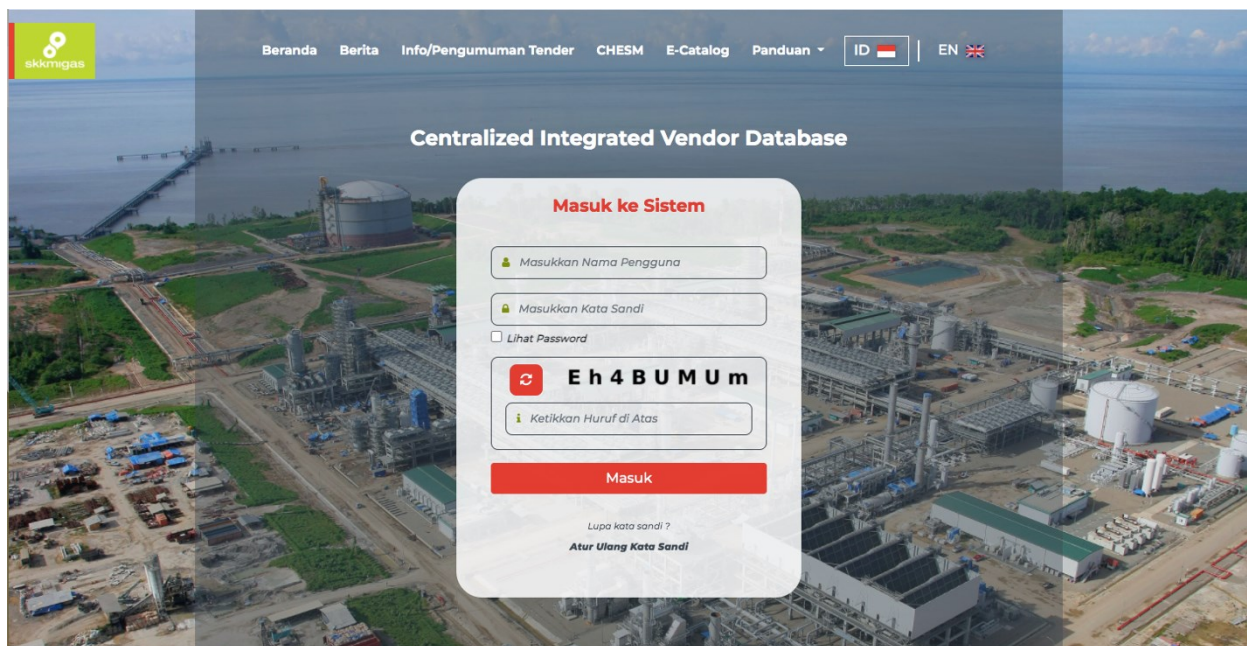 skkmigas
Beranda Berita Info/Pengumuman Tender CHESM E-Catalog Panduan ID EN
Centralized Integrated Vendor Database
Masuk ke Sistem
Masukkan Nama Pengguna
Masukkan Kata Sandi
Lihat Password
Eh4BUMUm
Ketikkan Huruf di Atas
Masuk
Lupa kata sandi ?
Atur Ulang Kata Sandi